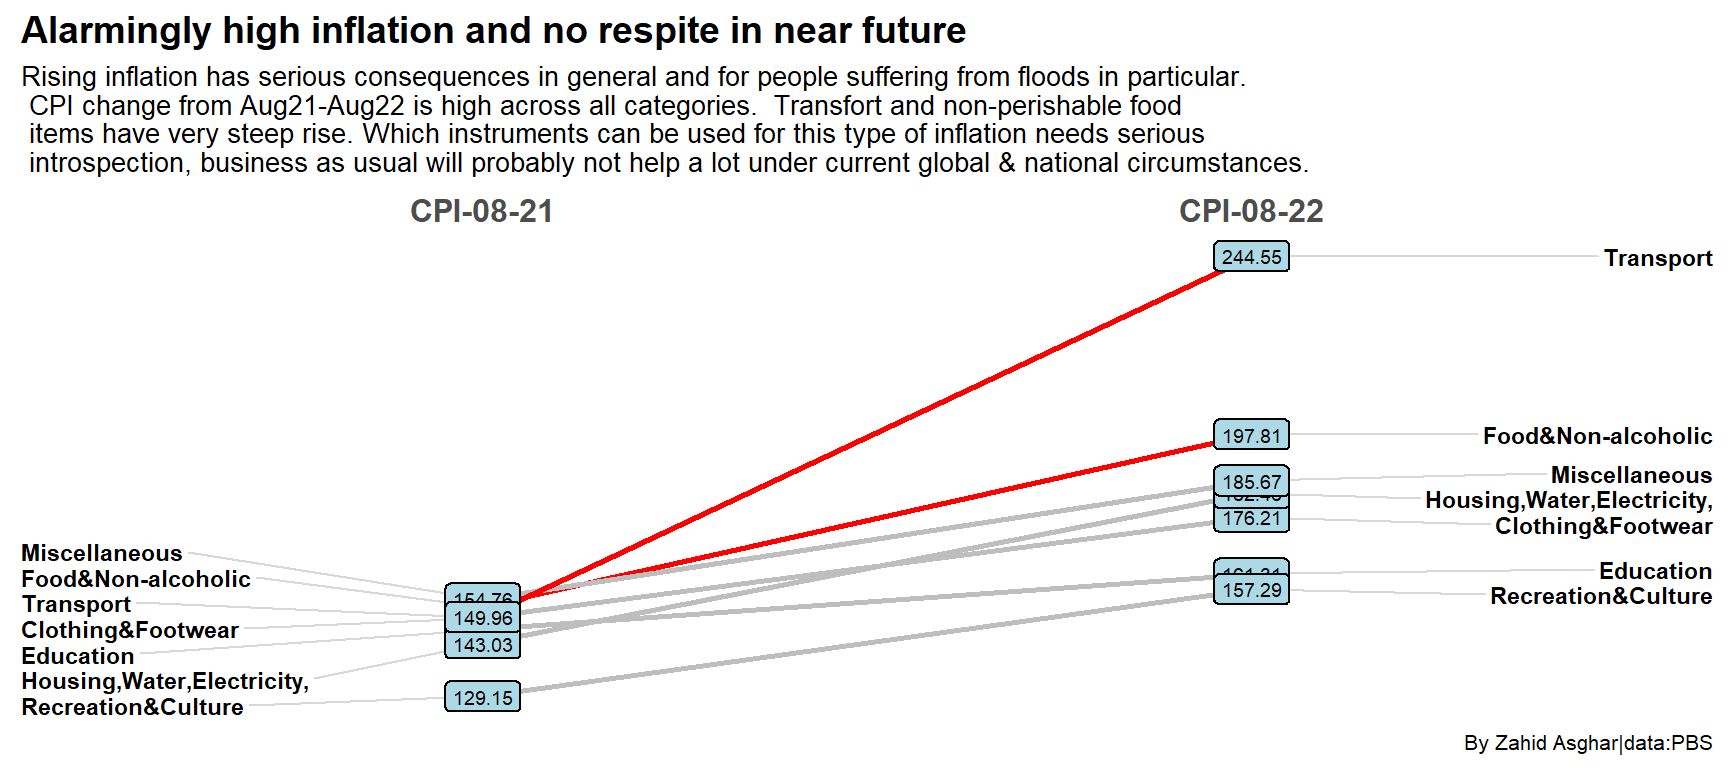 Alarmingly high inflation and no respite in near future
Rising inflation has serious consequences in general and for people suffering from floods in particular.
CPI change from Aug21-Aug22 is high across all categories.  Transfort and non-perishable food
items have very steep rise. Which instruments can be used for this type of inflation needs serious
introspection, business as usual will probably not help a lot under current global & national circumstances.
CPI-08-21
CPI-08-22
244.55
Transport
197.81
Food&Non-alcoholic
185.67
Miscellaneous
Housing,Water,Electricity,
176.21
Clothing&Footwear
Education
157.29
Recreation&Culture
Miscellaneous
Food&Non-alcoholic
154.76
Transport
149.96
Clothing&Footwear
143.03
Education
Housing,Water,Electricity,
129.15
Recreation&Culture
By Zahid Asghar|data:PBS